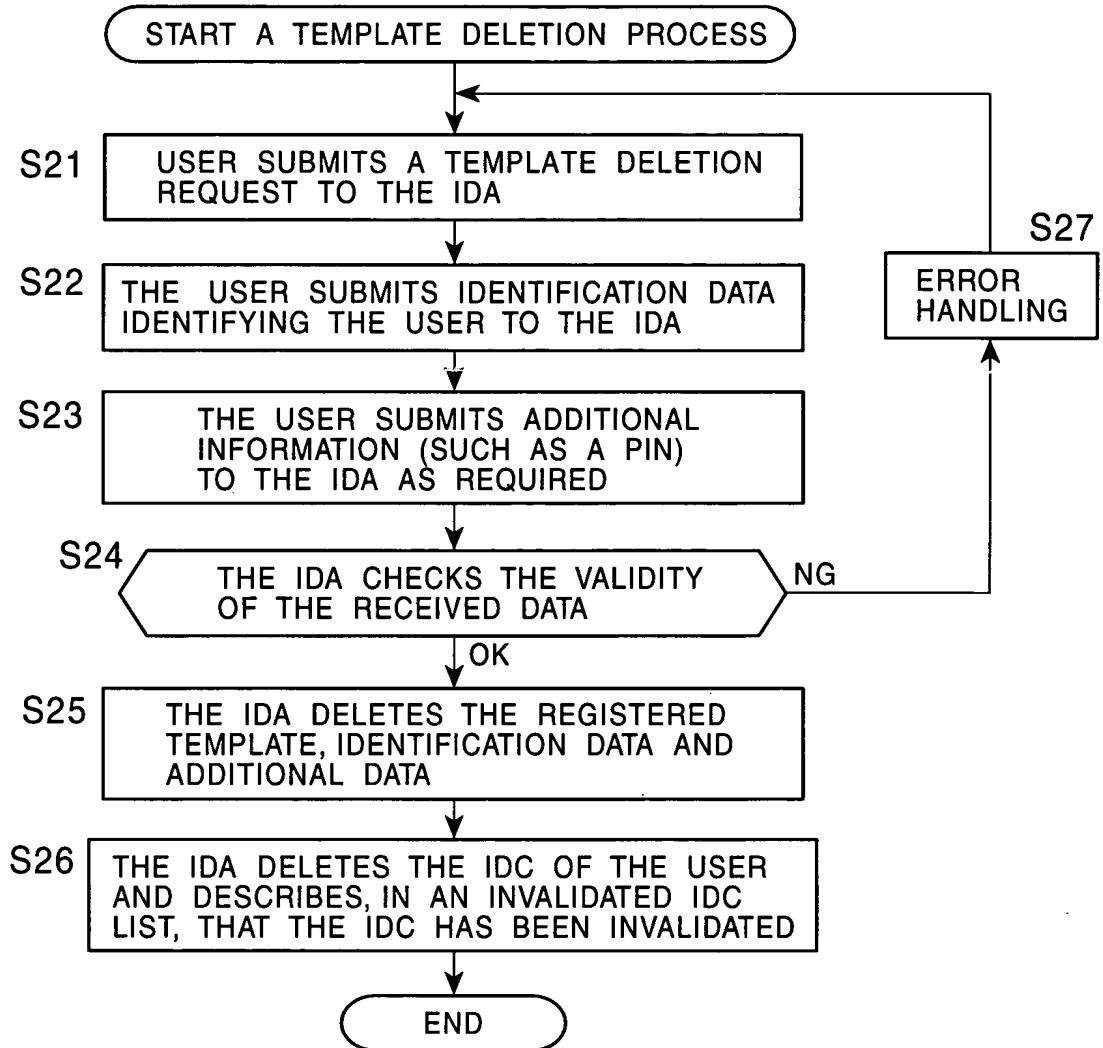 START A TEMPLATE DELETION PROCESS
S21
USER SUBMITS A TEMPLATE DELETION
REQUEST TO THE IDA
S27
ERROR
HANDLING
S22
THE USER SUBMITS IDENTIFICATION DATA
IDENTIFYING THE USER TO THE IDA
S23
THE USER SUBMITS ADDITIONAL
INFORMATION (SUCH AS A PIN)
TO THE IDA AS REQUIRED
S24
THE IDA CHECKS THE VALIDITY
OF THE RECEIVED DATA
NG
OK
S25
THE IDA DELETES THE REGISTERED
TEMPLATE, IDENTIFICATION DATA AND
ADDITIONAL DATA
S26
THE IDA DELETES THE IDC OF THE USER
AND DESCRIBES, IN AN INVALIDATED IDC
LIST, THAT THE IDC HAS BEEN INVALIDATED
END